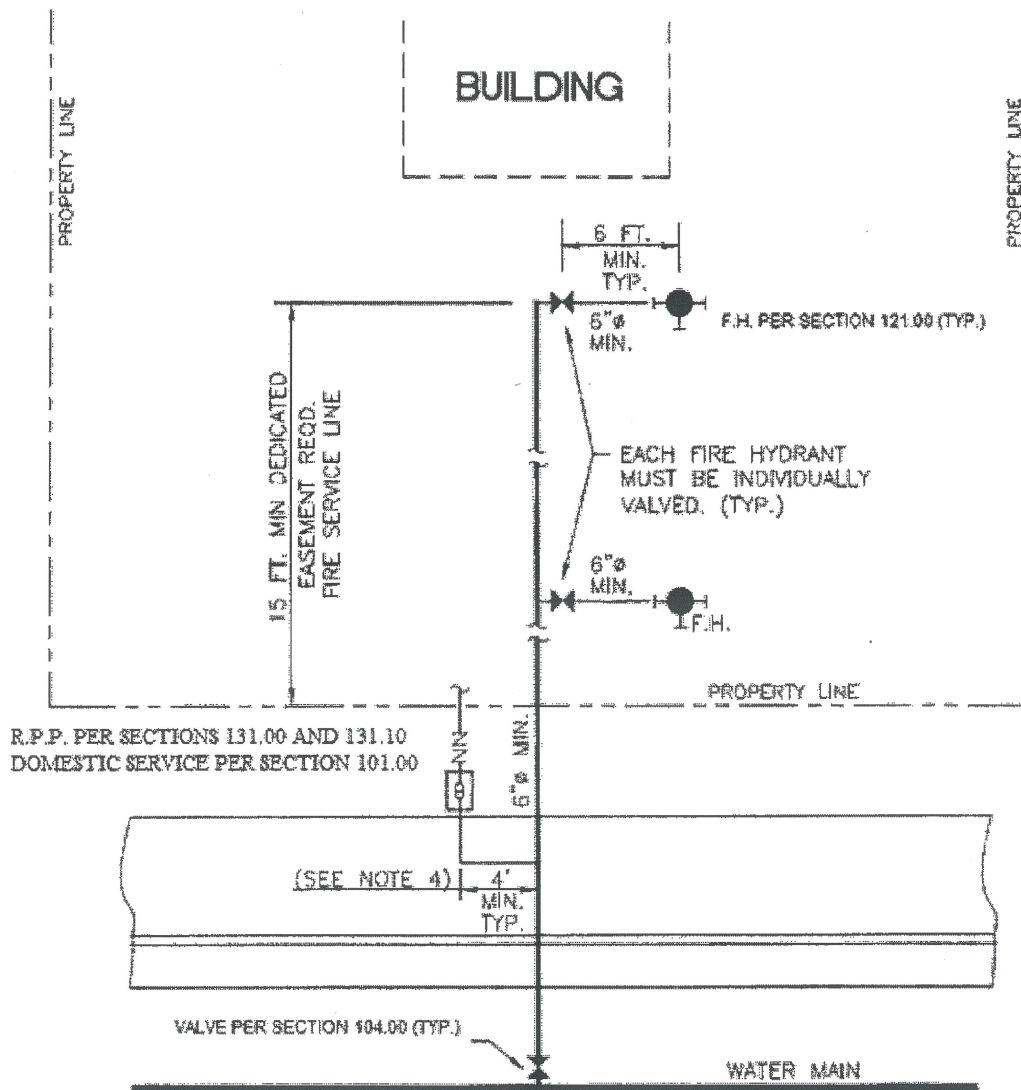 BUILDING
PROPERTY LINE
PROPERTY LINE
6 FT.
MIN.
TYP.
6"ø
MIN.
F.H. PER SECTION 121.00 (TYP.)
15 FT. MIN DEDICATED
EASEMENT REQD.
FIRE SERVICE LINE
EACH FIRE HYDRANT
MUST BE INDIVIDUALLY
VALVED. (TYP.)
6"ø
MIN.
F.H.
PROPERTY LINE
R.P.P. PER SECTIONS 131.00 AND 131.10
DOMESTIC SERVICE PER SECTION 101.00
6"ø MIN.
(SEE NOTE 4)
4'
MIN.
TYP.
VALVE PER SECTION 104.00 (TYP.)
WATER MAIN